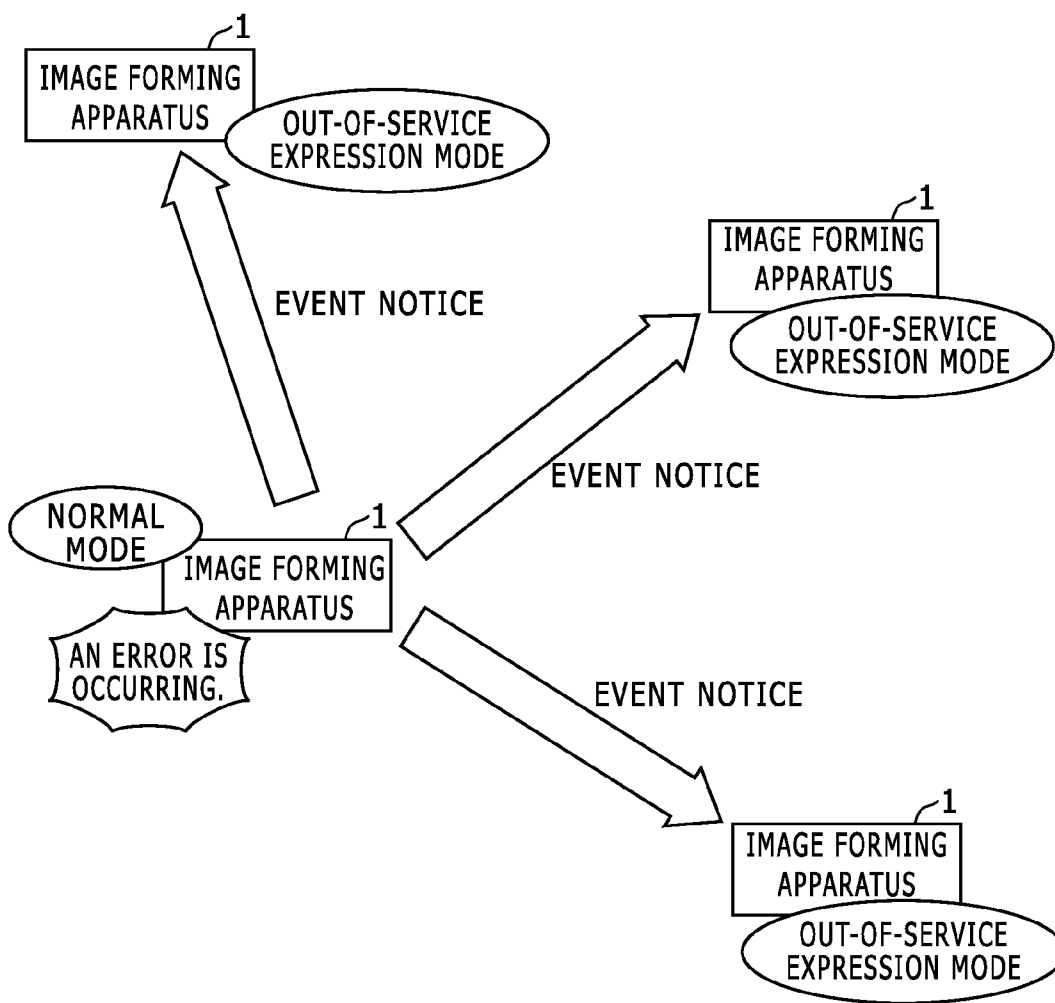 1
IMAGE FORMING
APPARATUS
OUT-OF-SERVICE
EXPRESSION MODE
EVENT NOTICE
1
IMAGE FORMING
APPARATUS
OUT-OF-SERVICE
EXPRESSION MODE
EVENT NOTICE
NORMAL
MODE
1
IMAGE FORMING
APPARATUS
AN ERROR IS
OCCURRING.
EVENT NOTICE
1
IMAGE FORMING
APPARATUS
OUT-OF-SERVICE
EXPRESSION MODE